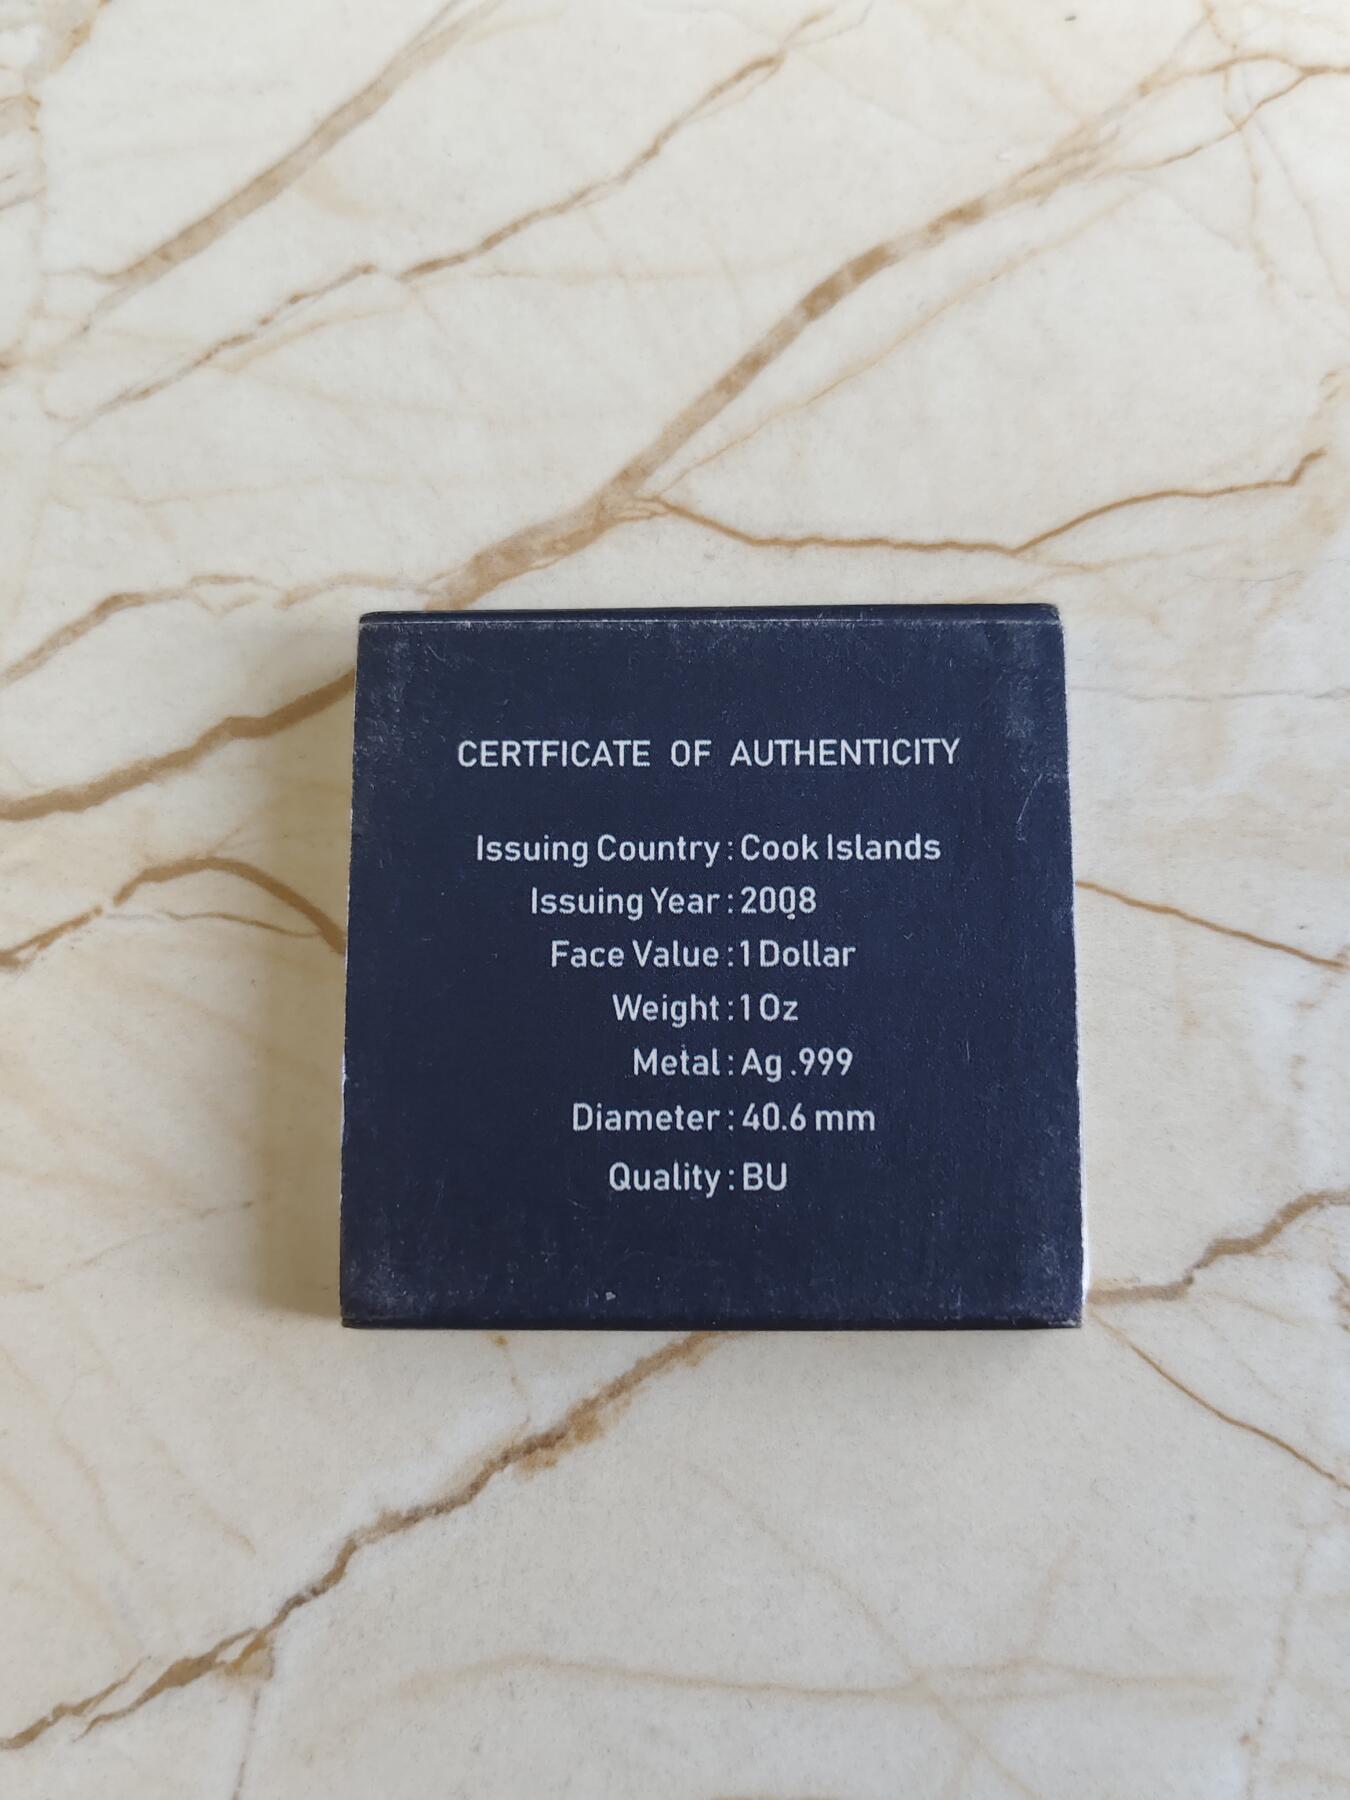 CERTFICATE OF AUTHENTICITY
Issuing Country : Cook Islands
Issuing Year : 2008
Face Value : 1 Dollar
Weight : 1 Oz
Metal : Ag .999
Diameter : 40.6 mm
Quality : BU